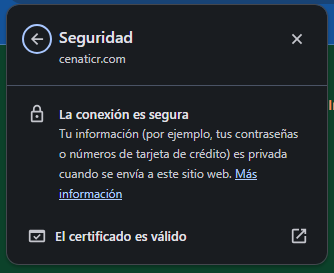 Seguridad
cenaticr.com
La conexión es segura
Tu información (por ejemplo, tus contraseñas
o números de tarjeta de crédito) es privada
cuando se envía a este sitio web. Más
información
El certificado es válido